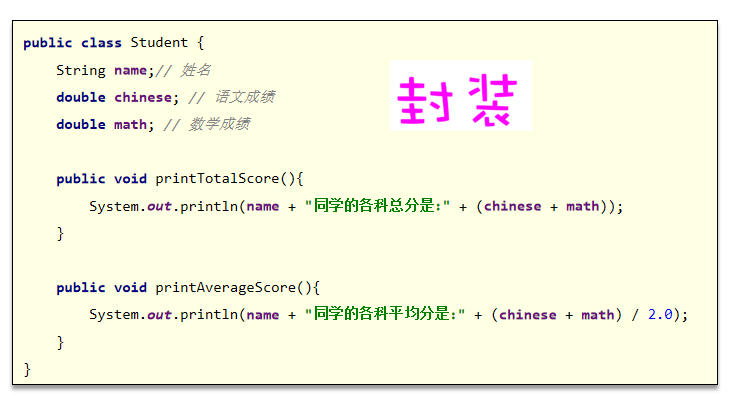 public class Student {
String name;// 姓名
double chinese; // 语文成绩
double math; // 数学成绩
封装
public void printTotalScore(){
System.out.println(name + "同学的各科总分是:" + (chinese + math));
}
public void printAverageScore(){
System.out.println(name + "同学的各科平均分是:" + (chinese + math) / 2.0);
}
}